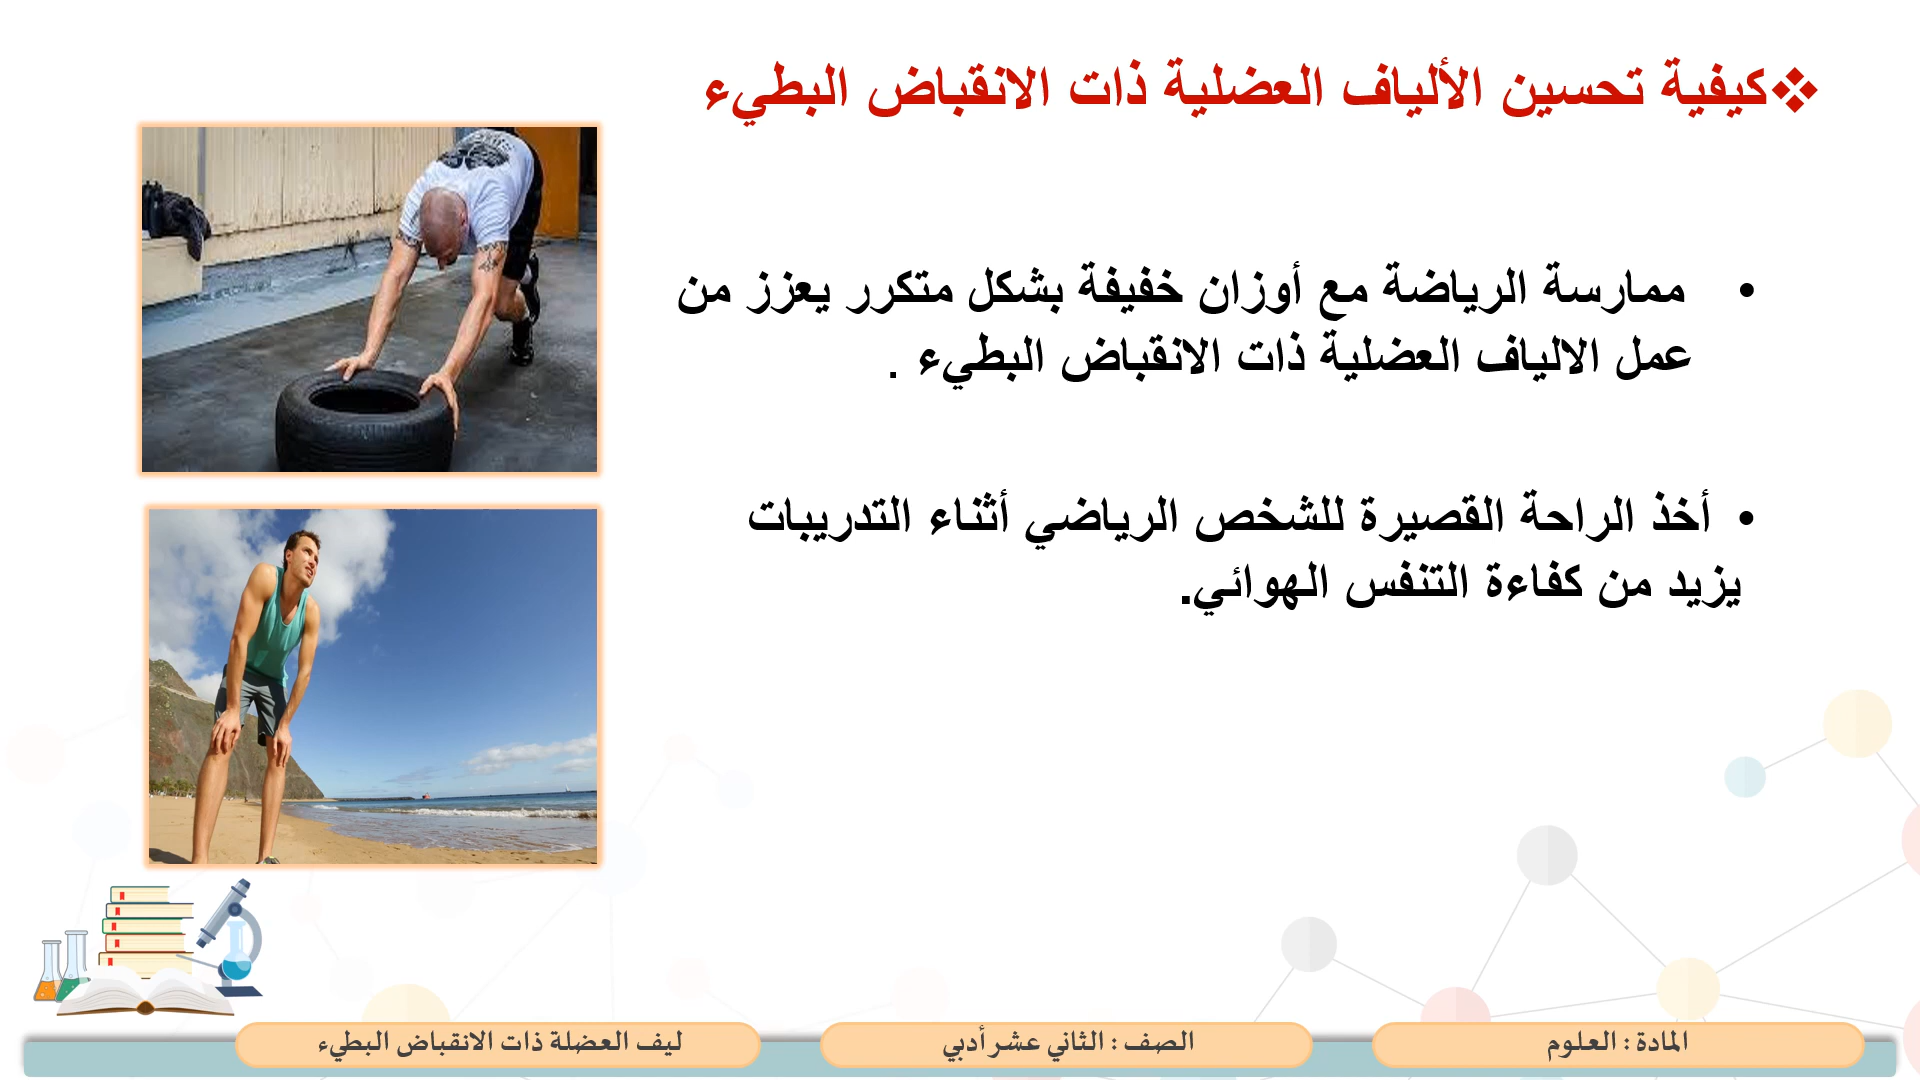 ❖كيفية تحسين الألياف العضلية ذات الانقباض البطيء
• ممارسة الرياضة مع أوزان خفيفة بشكل متكرر يعزز من
عمل الالياف العضلية ذات الانقباض البطيء .
• أخذ الراحة القصيرة للشخص الرياضي أثناء التدريبات
يزيد من كفاءة التنفس الهوائي.
المادة : العلوم
الصف : الثاني عشر أدبي
ليف العضلة ذات الانقباض البطيء